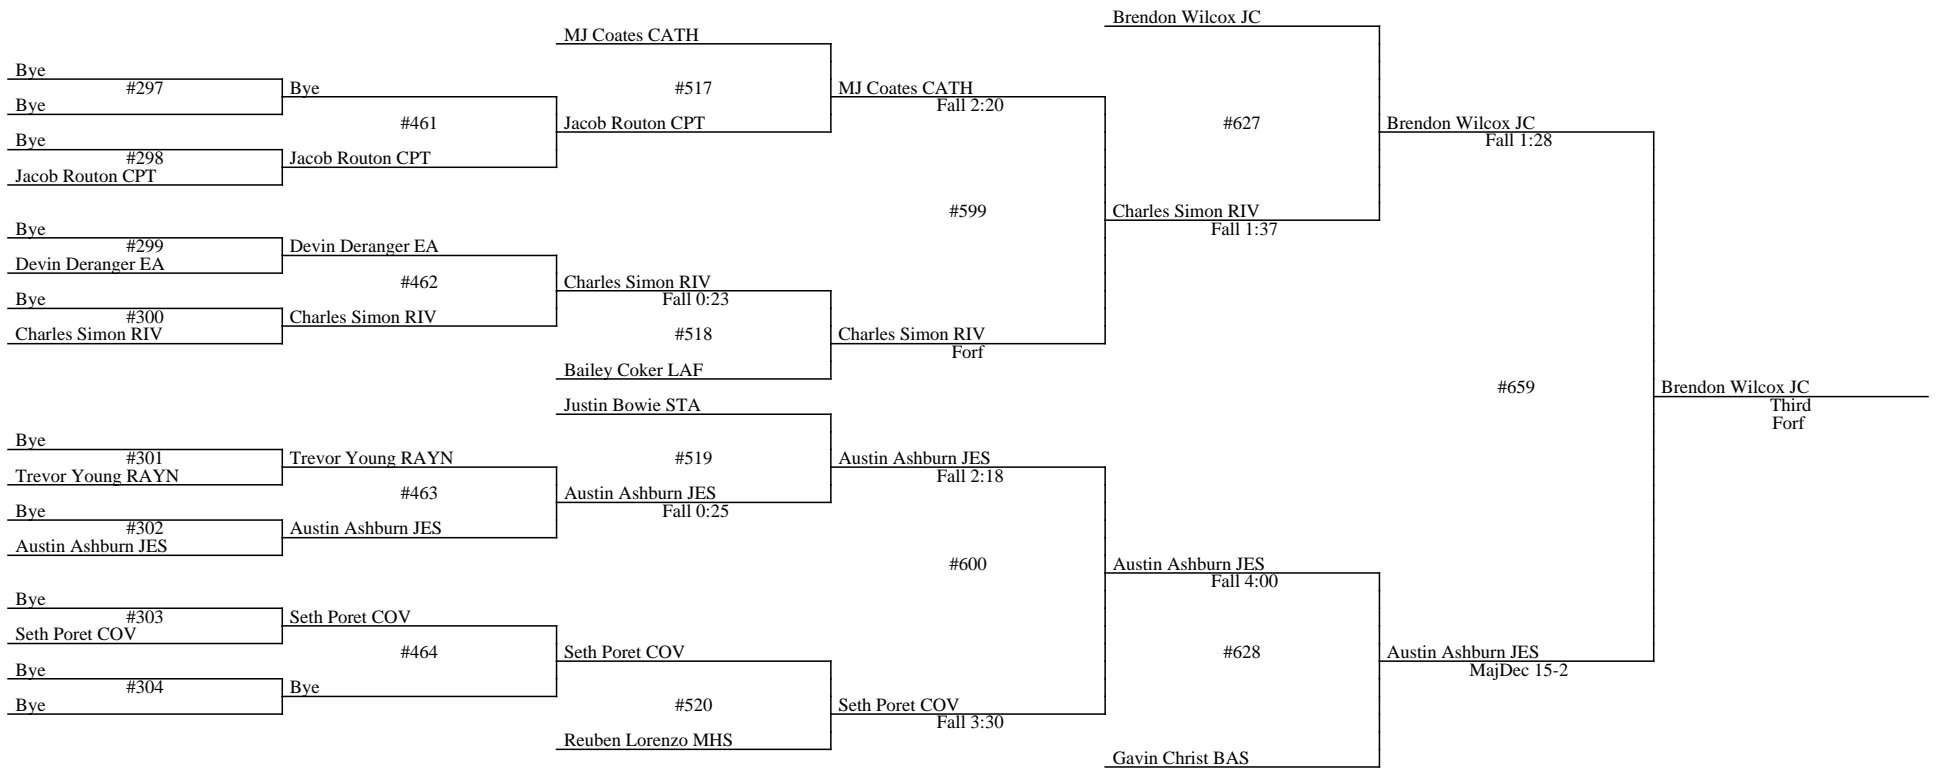 Brendon Wilcox JC
MJ Coates CATH
Bye
#297
Bye
#517
MJ Coates CATH
Bye
Fall 2:20
#461
Jacob Routon CPT
#627
Brendon Wilcox JC
Bye
Fall 1:28
#298
Jacob Routon CPT
Jacob Routon CPT
#599
Charles Simon RIV
Bye
Fall 1:37
#299
Devin Deranger EA
Devin Deranger EA
#462
Charles Simon RIV
Bye
Fall 0:23
#300
Charles Simon RIV
Charles Simon RIV
#518
Charles Simon RIV
Forf
Bailey Coker LAF
#659
Brendon Wilcox JC
Justin Bowie STA
Third
Forf
Bye
#301
Trevor Young RAYN
#519
Austin Ashburn JES
Trevor Young RAYN
Fall 2:18
#463
Austin Ashburn JES
Bye
Fall 0:25
#302
Austin Ashburn JES
Austin Ashburn JES
#600
Austin Ashburn JES
Fall 4:00
Bye
#303
Seth Poret COV
Seth Poret COV
#464
Seth Poret COV
#628
Austin Ashburn JES
Bye
MajDec 15-2
#304
Bye
Bye
#520
Seth Poret COV
Fall 3:30
Reuben Lorenzo MHS
Gavin Christ BAS